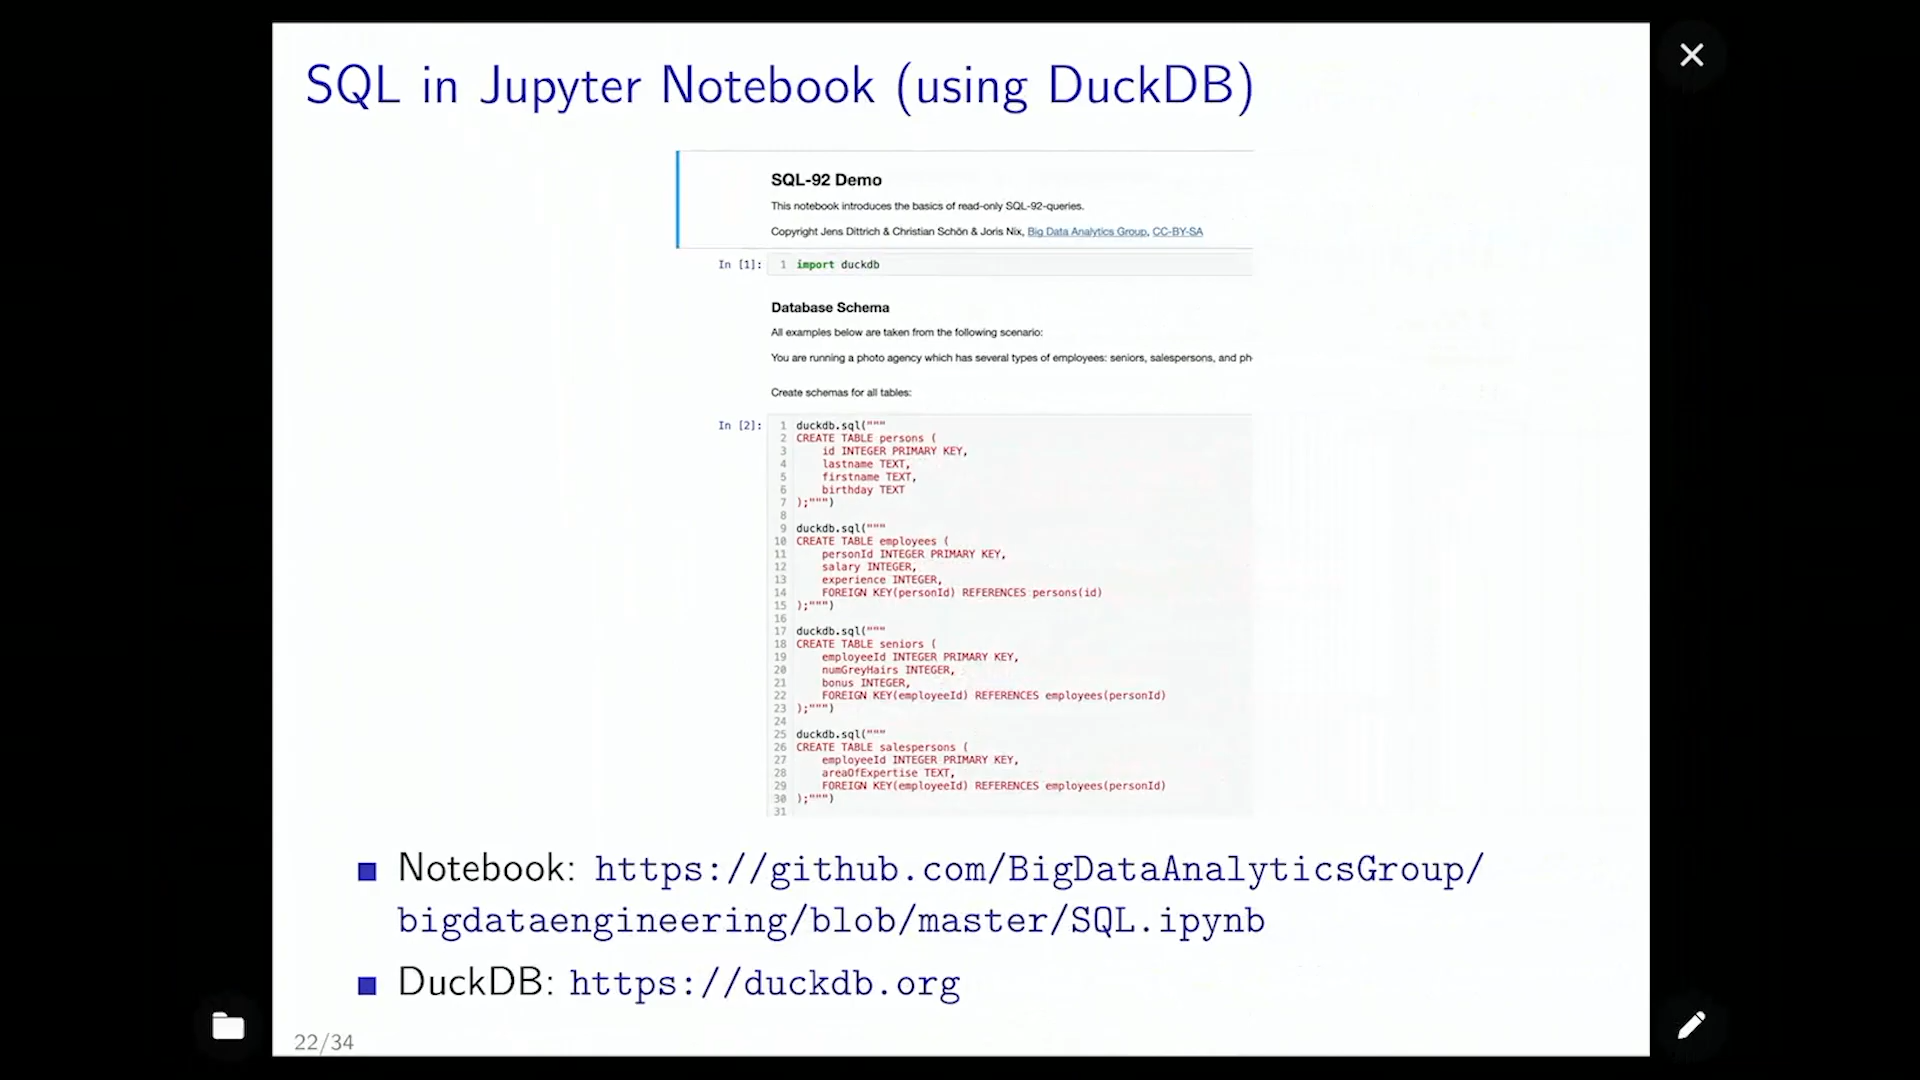 SQL in Jupyter Notebook (using DuckDB)
SQL-92 Demo
This notebook introduces the basics of read-only SQL-92-queries.
Copyright Jens Dittrich & Christian Schön & Joris Nix, Big Data Analytics Group, CC-BY-SA
In [1]: 1 import duckdb
Database Schema
All examples below are taken from the following scenario:
You are running a photo agency which has several types of employees: seniors, salespersons, and ph
Create schemas for all tables:
In [2]: 1 duckdb.sql("""
2 CREATE TABLE persons (
3 id INTEGER PRIMARY KEY,
4 lastname TEXT,
5 firstname TEXT,
6 birthday TEXT
7 );""")
8
9 duckdb.sql("""
10 CREATE TABLE employees (
11 personId INTEGER PRIMARY KEY,
12 salary INTEGER,
13 experience INTEGER,
14 FOREIGN KEY(personId) REFERENCES persons(id)
15 );""")
16
17 duckdb.sql("""
18 CREATE TABLE seniors (
19 employeeId INTEGER PRIMARY KEY,
20 numGreyHairs INTEGER,
21 bonus INTEGER,
22 FOREIGN KEY(employeeId) REFERENCES employees(personId)
23 );""")
24
25 duckdb.sql("""
26 CREATE TABLE salespersons (
27 employeeId INTEGER PRIMARY KEY,
28 areaOfExpertise TEXT,
29 FOREIGN KEY(employeeId) REFERENCES employees(personId)
30 );""")
31
Notebook: https://github.com/BigDataAnalyticsGroup/
bigdataengineering/blob/master/SQL.ipynb
DuckDB: https://duckdb.org
22/34